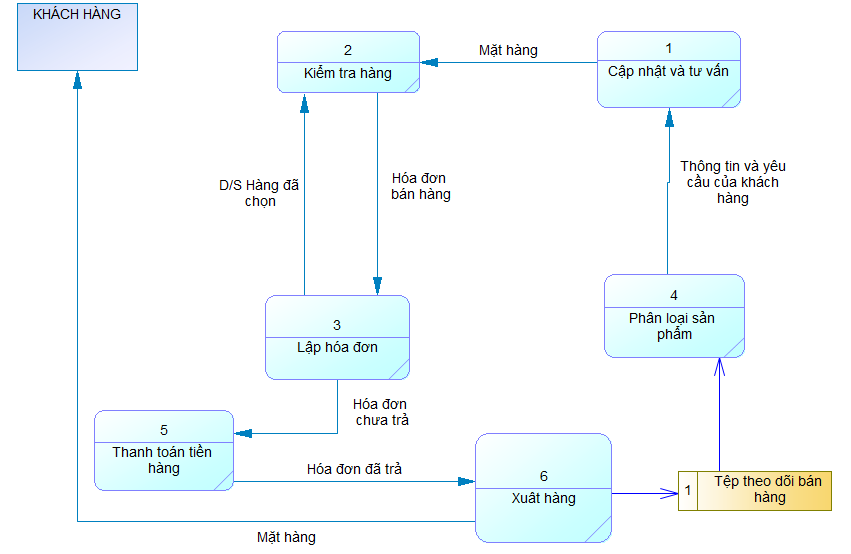 KHÁCH HÀNG
2
Kiểm tra hàng
Mặt hàng
1
Cập nhật và tư vấn
D/S Hàng đã
chọn
Hóa đơn
bán hàng
Thông tin và yêu
cầu của khách
hàng
3
Lập hóa đơn
4
Phân loại sản
phẩm
Hóa đơn
chưa trả
5
Thanh toán tiền
hàng
Hóa đơn đã trả
6
Xuât hàng
1
Tệp theo dõi bán
hàng
Mặt hàng